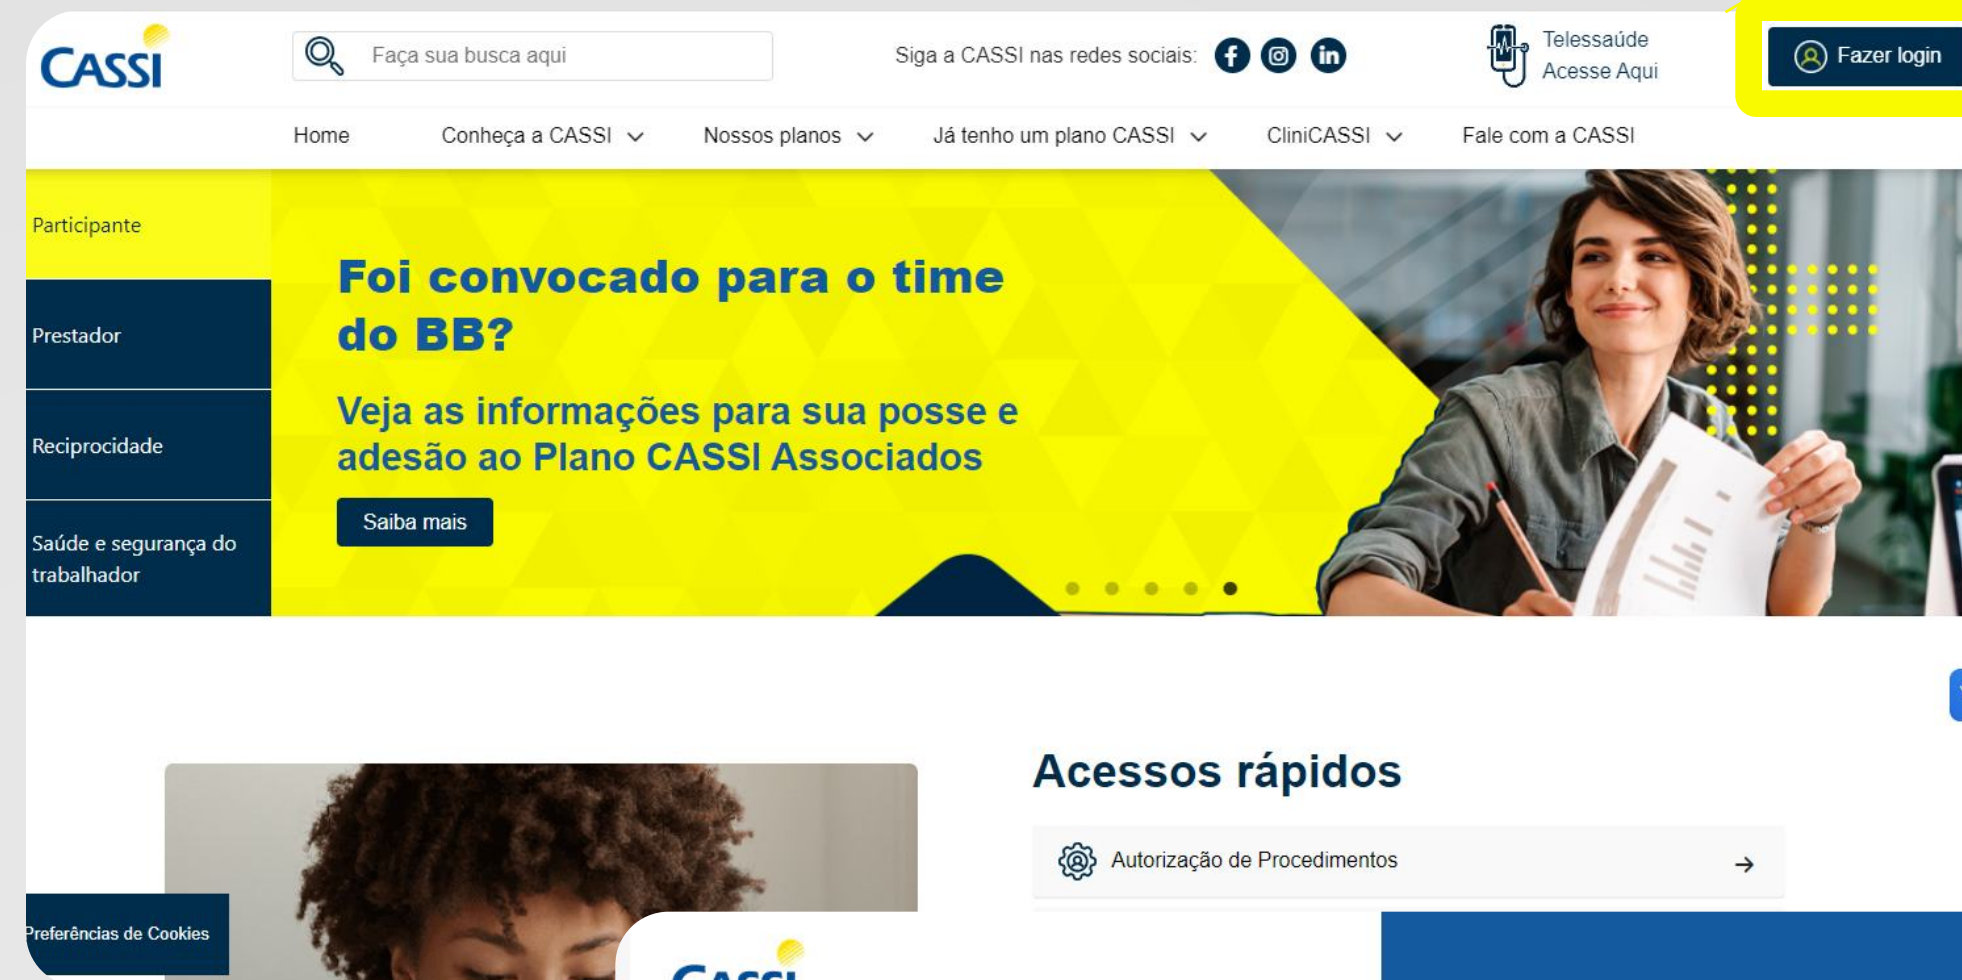 CASSI
Faça sua busca aqui
Siga a CASSI nas redes sociais:
Telessaúde
Acesse Aqui
Fazer login
Home
Conheça a CASSI
Nossos planos
Já tenho um plano CASSI
CliniCASSI
Fale com a CASSI
Participante
Prestador
Reciprocidade
Saúde e segurança do
trabalhador
Foi convocado para o time
do BB?
Veja as informações para sua posse e
adesão ao Plano CASSI Associados
Saiba mais
Acessos rápidos
Autorização de Procedimentos
Preferências de Cookies
CASSI